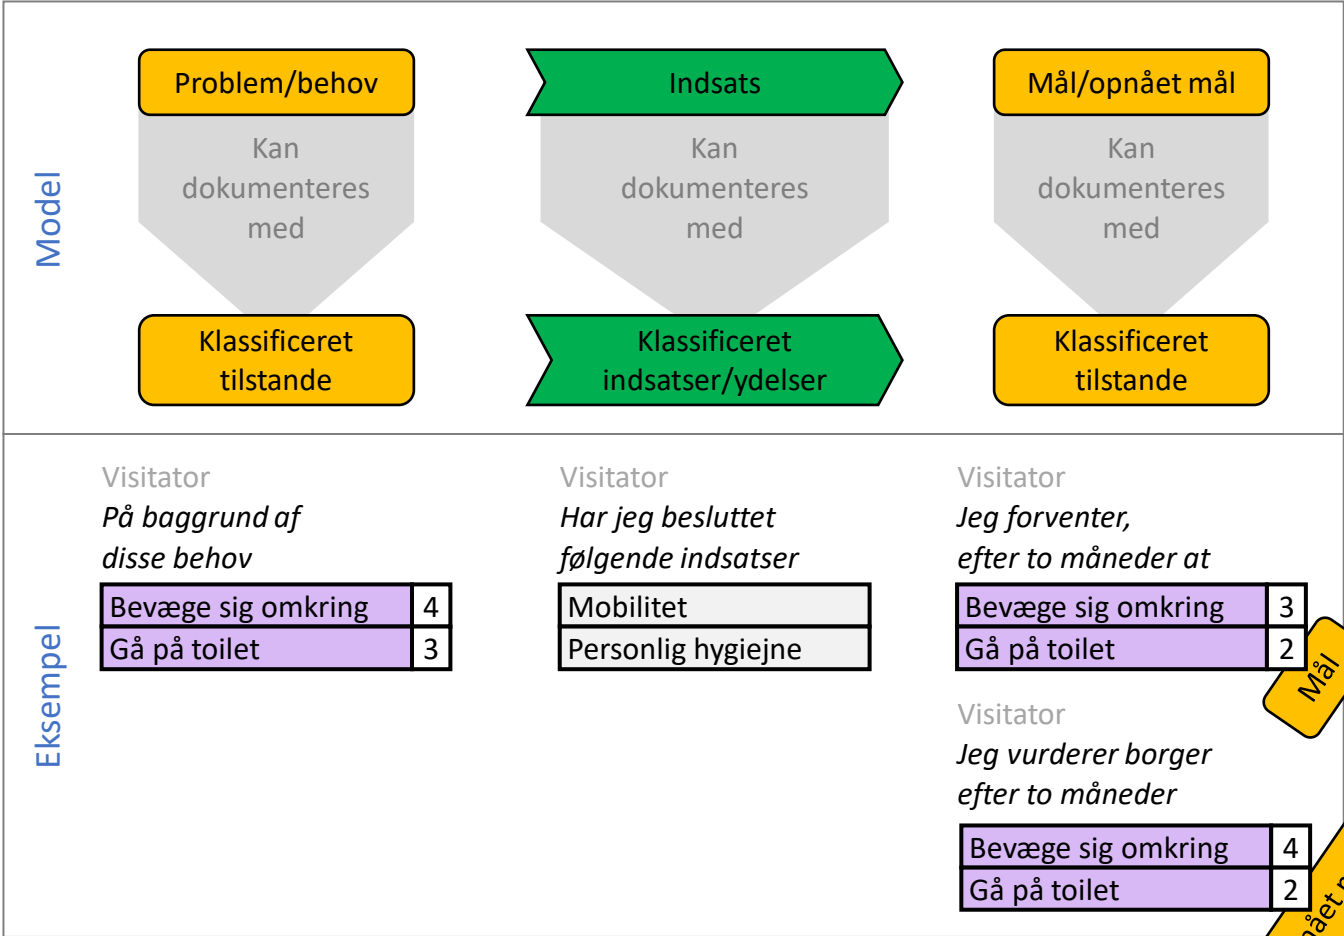 Model
Problem/behov
Kan
dokumenteres
med
Klassificeret
tilstande
Indsats
Kan
dokumenteres
med
Klassificeret
indsatser/ydelser
Mål/opnået mål
Kan
dokumenteres
med
Klassificeret
tilstande
Eksempel
Visitator
På baggrund af
disse behov
Bevæge sig omkring 4
Gå på toilet 3
Visitator
Har jeg besluttet
følgende indsatser
Mobilitet
Personlig hygiejne
Visitator
Jeg forventer,
efter to måneder at
Bevæge sig omkring 3
Gå på toilet 2
Mål
Visitator
Jeg vurderer borger
efter to måneder
Bevæge sig omkring 4
Gå på toilet 2